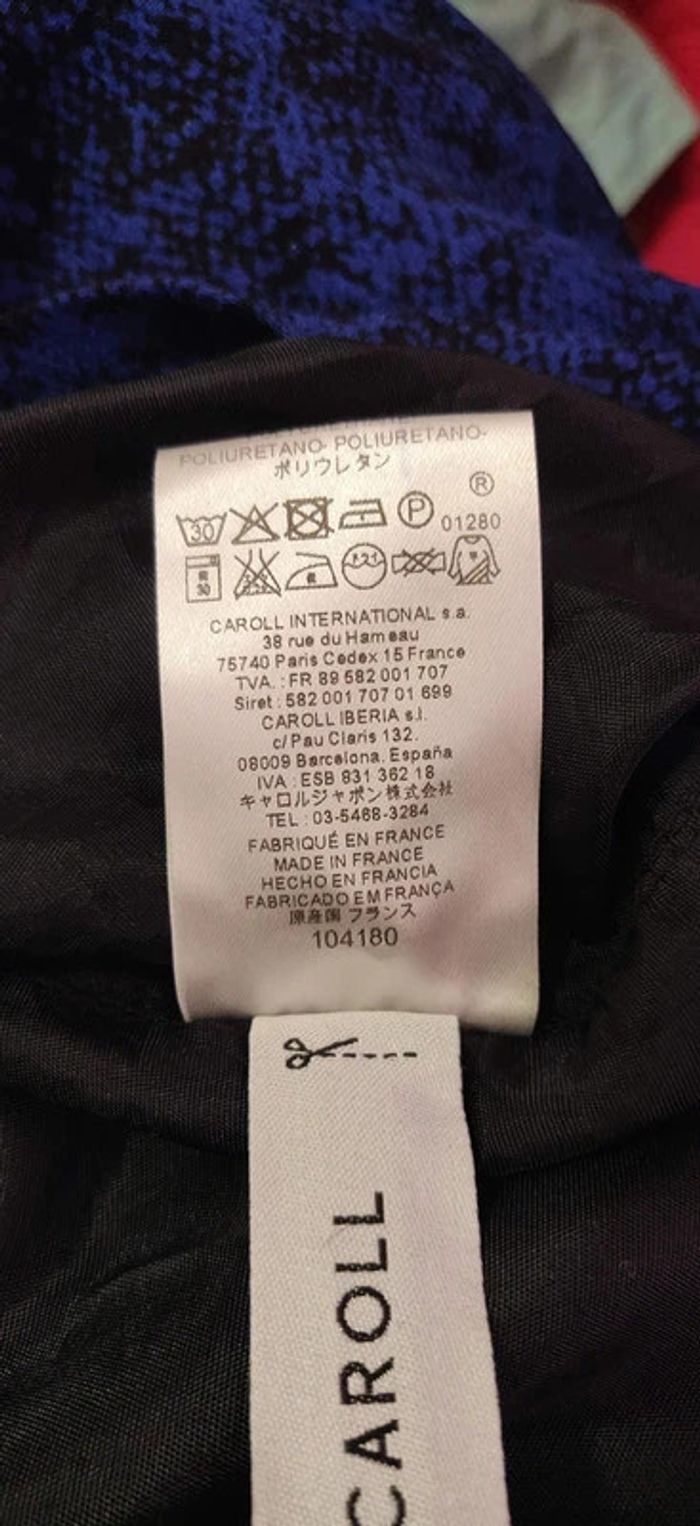 POLIURETANO- POLIURETANO-
ポリウレタン
®
30 P 01280
30
CAROLL INTERNATIONAL s.a.
38 rue du Hameau
75740 Paris Cedex 15 France
TVA. : FR 89 582 001 707
Siret : 582 001 707 01 699
CAROLL IBERIA s.l.
c/ Pau Claris 132.
08009 Barcelona. España
IVA : ESB 831 362 18
キャロルジャポン株式会社
TEL : 03-5468-3284
FABRIQUÉ EN FRANCE
MADE IN FRANCE
HECHO EN FRANCIA
FABRICADO EM FRANÇA
原産国 フランス
104180
CAROLL